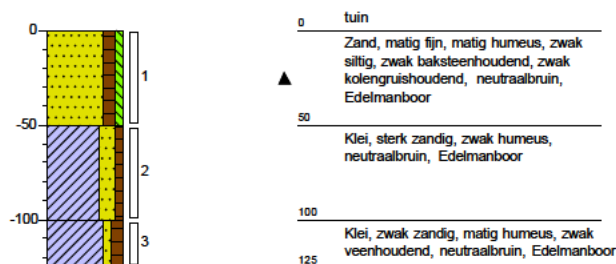 0
1
-50
2
-100
3
0 tuin
Zand, matig fijn, matig humeus, zwak
siltig, zwak baksteenhoudend, zwak
kolengruishoudend, neutraalbruin,
Edelmanboor
50
Klei, sterk zandig, zwak humeus,
neutraalbruin, Edelmanboor
100
Klei, zwak zandig, matig humeus, zwak
veenhoudend, neutraalbruin, Edelmanboor
125